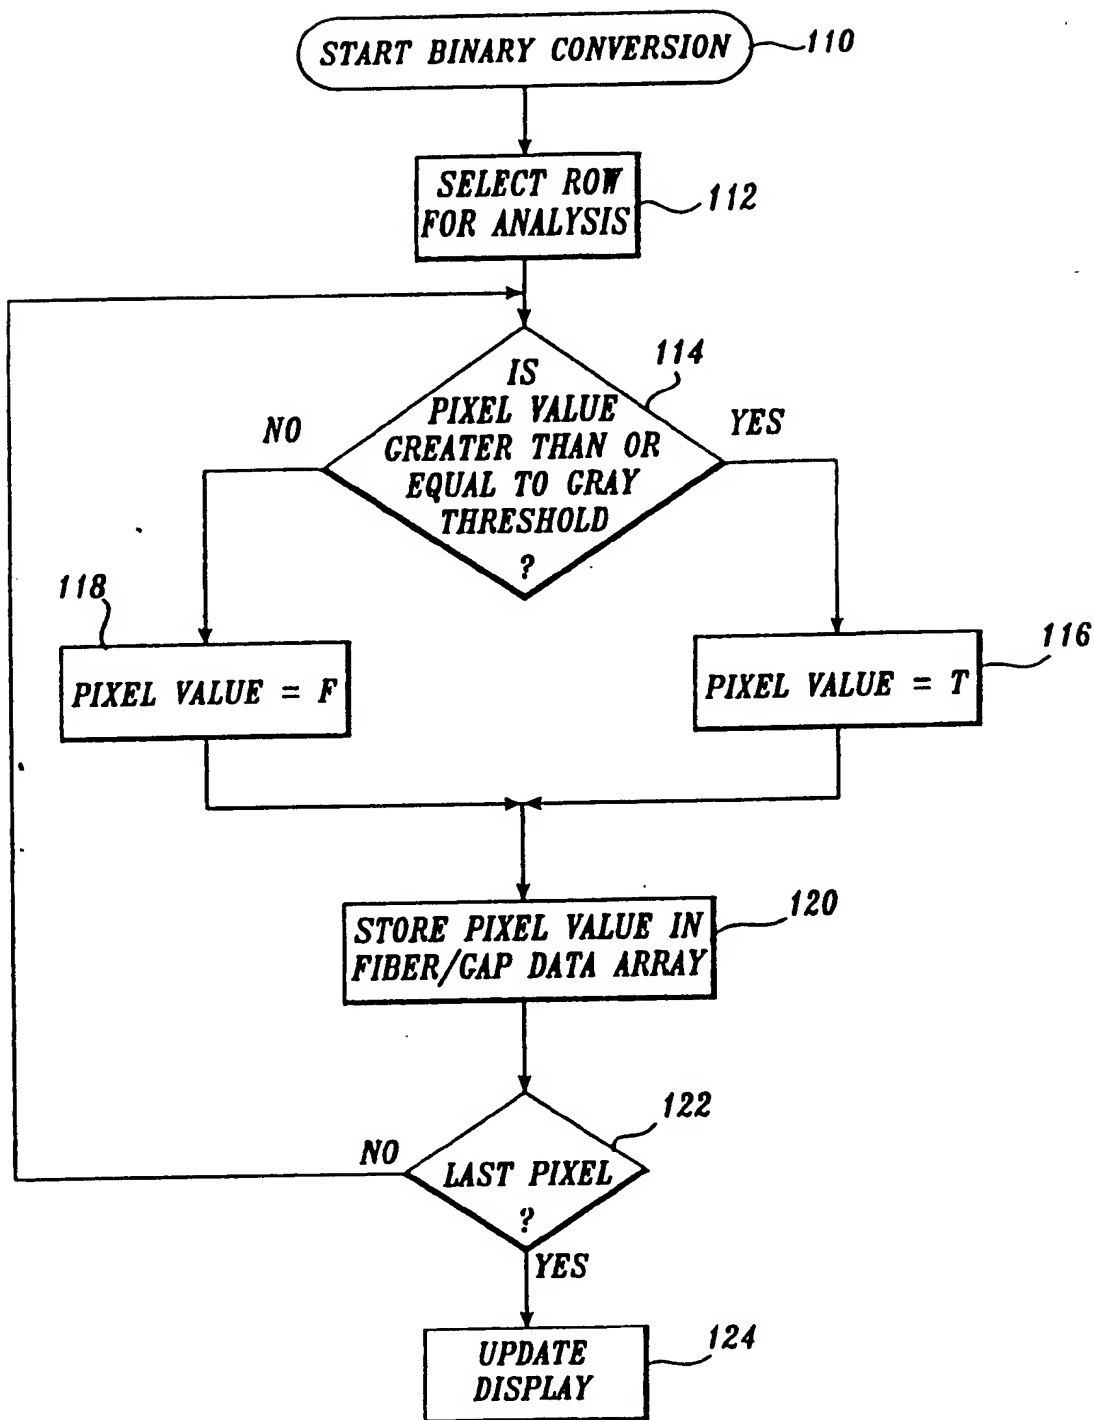 START BINARY CONVERSION
110
SELECT ROW
FOR ANALYSIS
112
IS
PIXEL VALUE
GREATER THAN OR
EQUAL TO GRAY
THRESHOLD
?
114
NO
YES
118
PIXEL VALUE = F
116
PIXEL VALUE = T
STORE PIXEL VALUE IN
FIBER/GAP DATA ARRAY
120
122
NO
LAST PIXEL
?
YES
UPDATE
DISPLAY
124